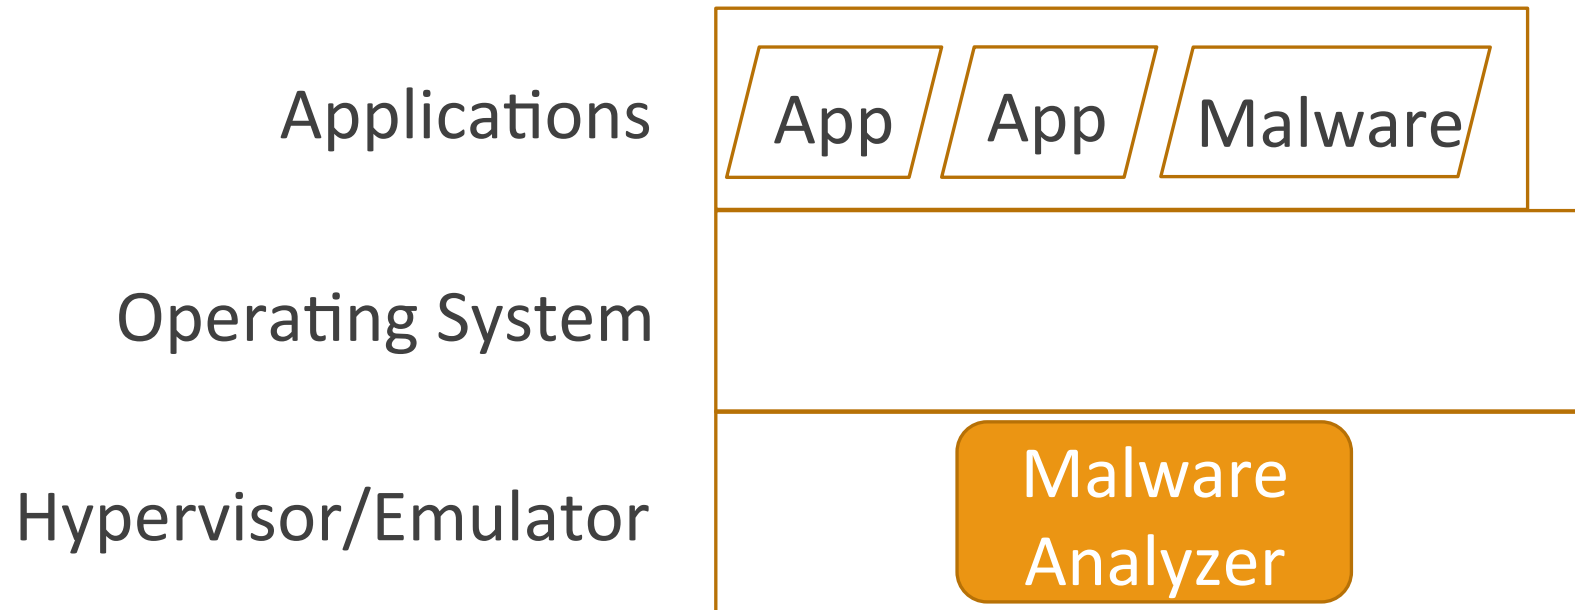 Applications
App
App
Malware
Operating System
Hypervisor/Emulator
Malware
Analyzer